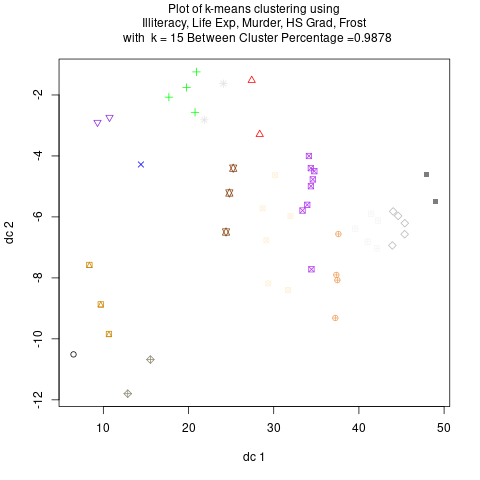 Plot of k-means clustering using
Illiteracy, Life Exp, Murder, HS Grad, Frost
with k = 15 Between Cluster Percentage =0.9878
dc 2
-2
-4
-6
-8
-10
-12
10 20 30 40 50
dc 1